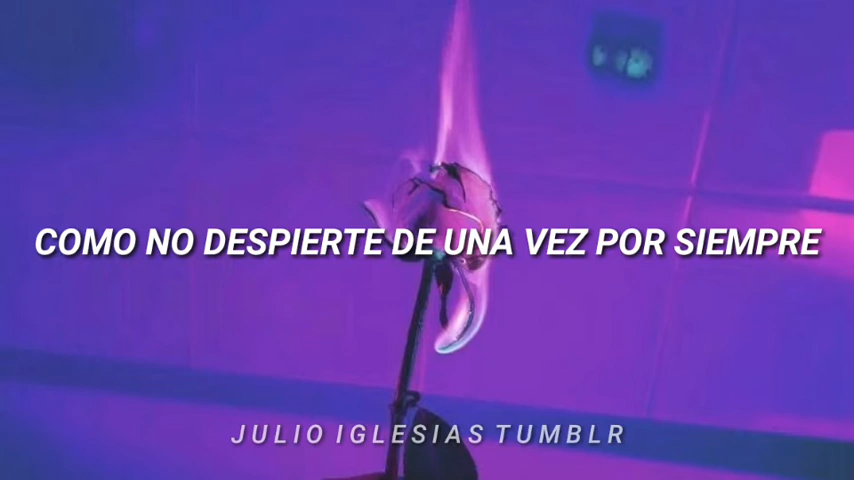 COMO NO DESPIERTE DE UNA VEZ POR SIEMPRE
JULIO IGLESIAS TUMBLR